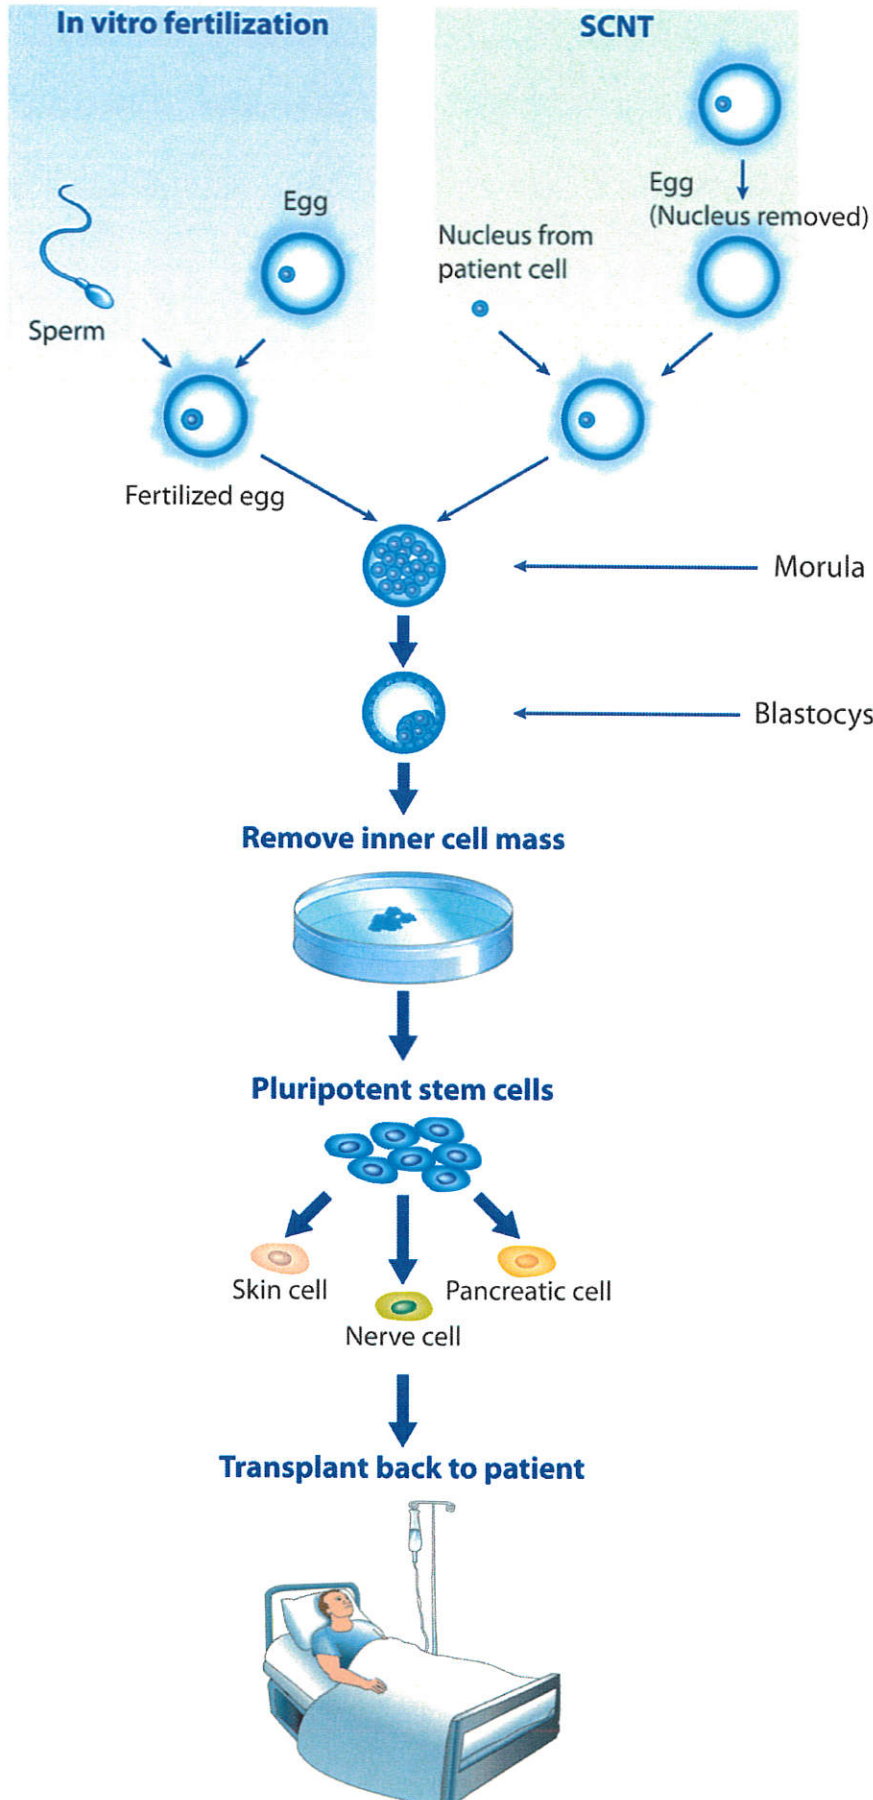 In vitro fertilization
SCNT
Egg
Sperm
Fertilized egg
Egg
(Nucleus removed)
Nucleus from
patient cell
Morula
Blastocys
Remove inner cell mass
Pluripotent stem cells
Skin cell
Nerve cell
Pancreatic cell
Transplant back to patient